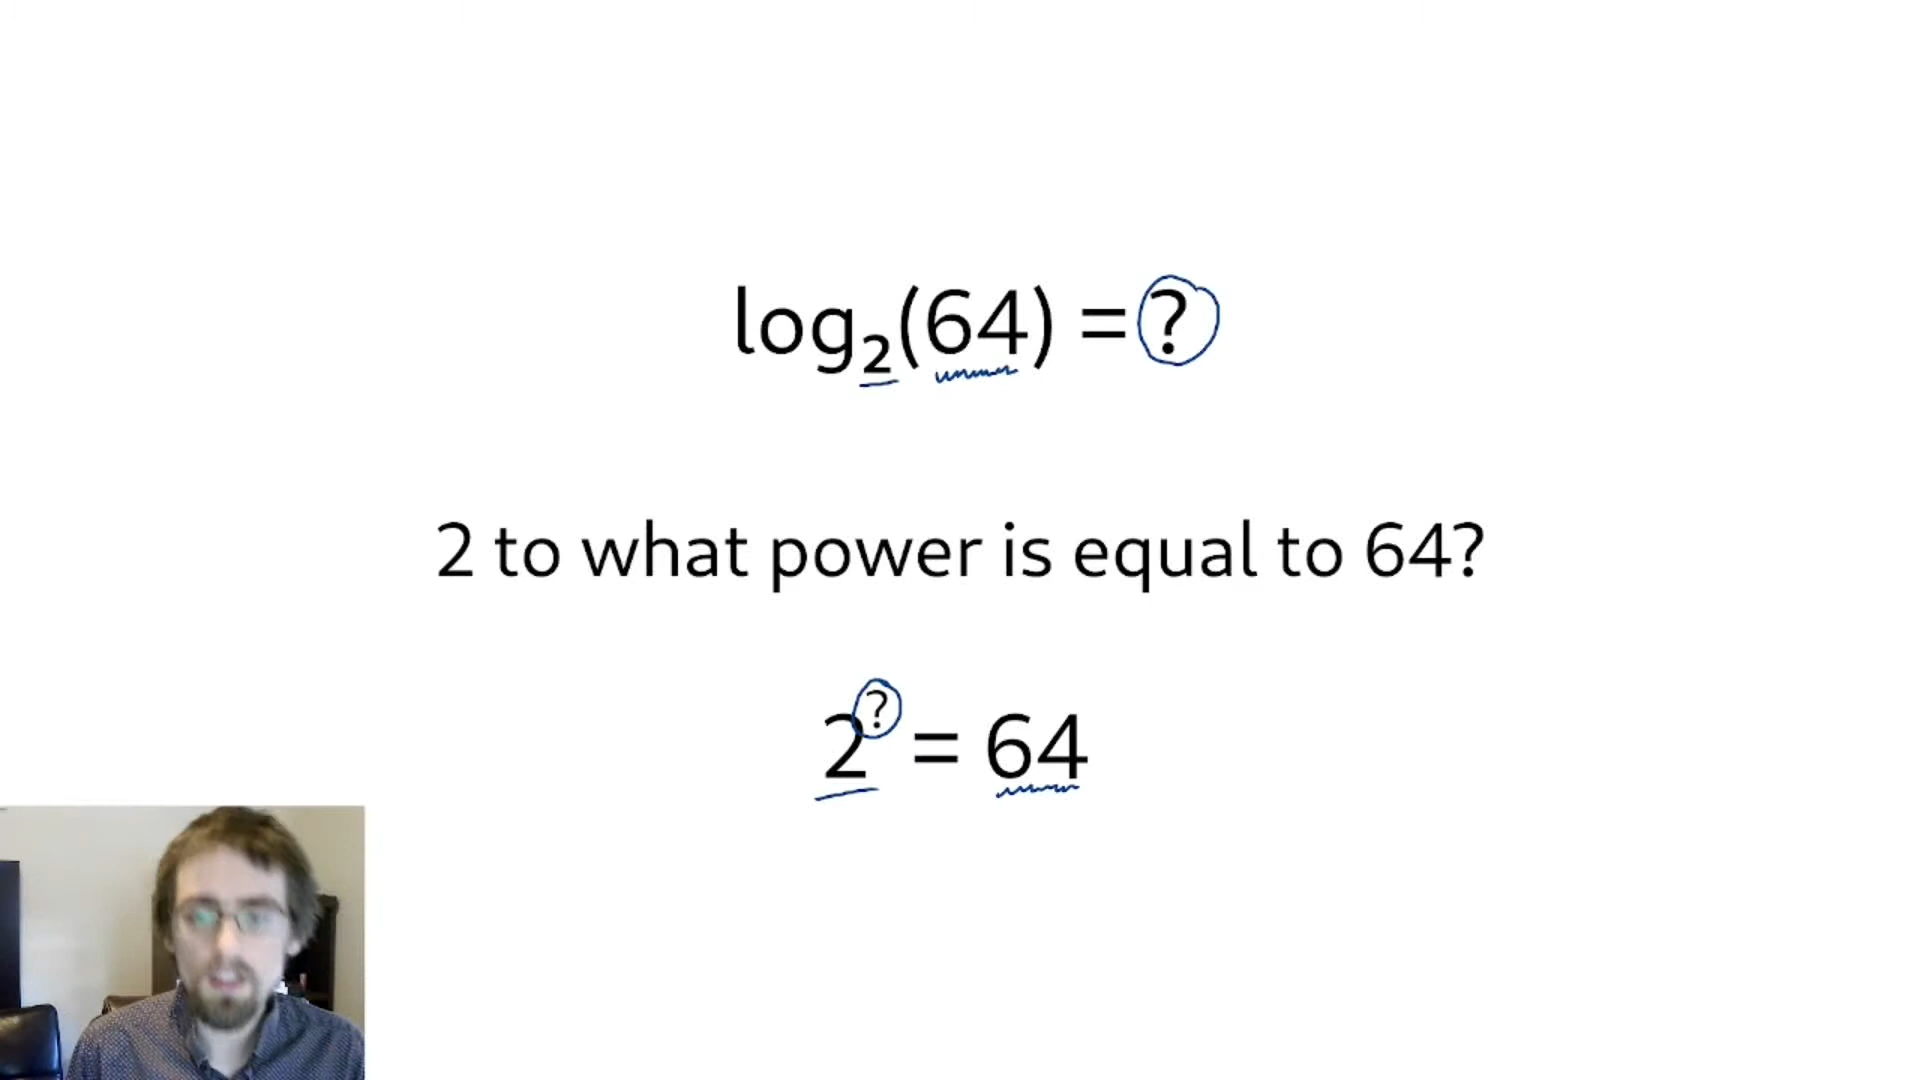 log₂(64) = ?
2 to what power is equal to 64?
2^? = 64